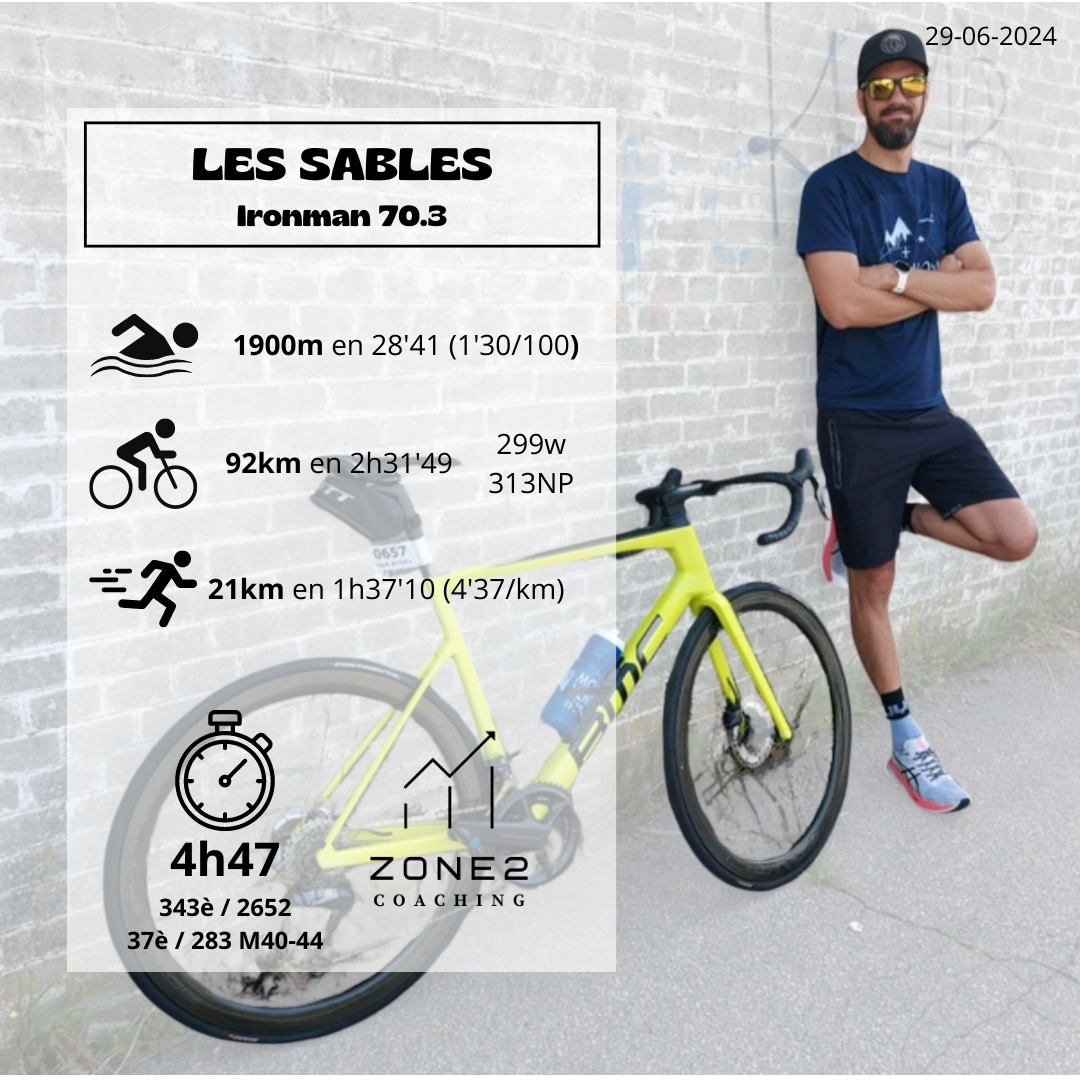 29-06-2024
LES SABLES
Ironman 70.3
1900m en 28'41 (1'30/100)
92km en 2h31'49
299w
313NP
TT
0657
21km en 1h37'10 (4'37/km)
4h47
343è / 2652
37è / 283 M40-44
ZONE2
COACHING